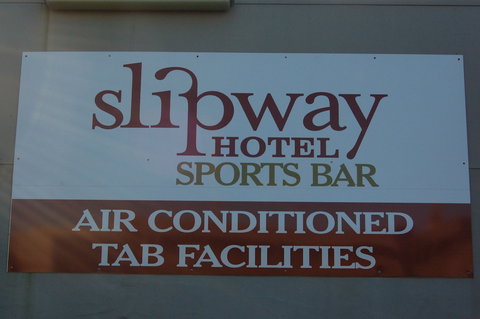 slipway
HOTEL
SPORTS BAR
AIR CONDITIONED
TAB FACILITIES